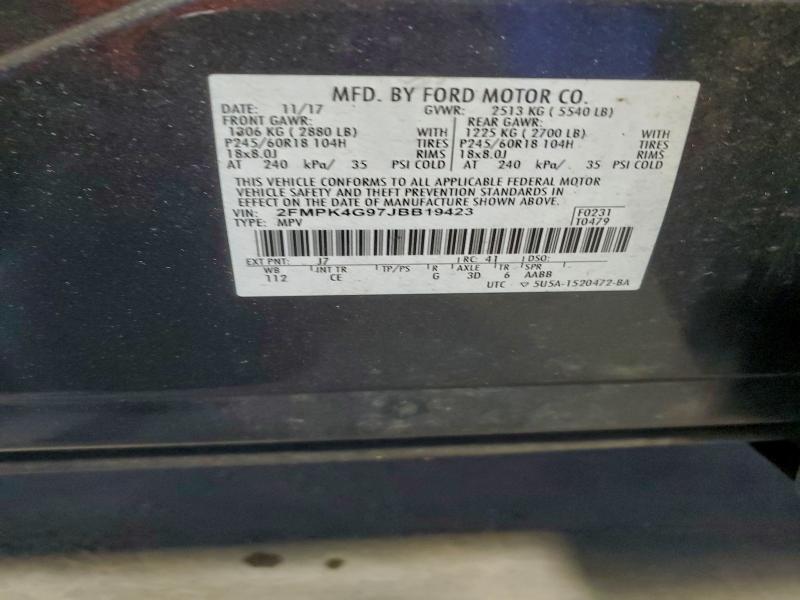 MFD. BY FORD MOTOR CO.
DATE: 11/17 GVWR: 2513 KG ( 5540 LB)
FRONT GAWR: REAR GAWR:
1306 KG ( 2880 LB) WITH 1225 KG ( 2700 LB) WITH
P245/60R18 104H TIRES P245/60R18 104H TIRES
18x8.0J RIMS 18x8.0J RIMS
AT 240 kPa/ 35 PSI COLD AT 240 kPa/ 35 PSI COLD
THIS VEHICLE CONFORMS TO ALL APPLICABLE FEDERAL MOTOR
VEHICLE SAFETY AND THEFT PREVENTION STANDARDS IN
EFFECT ON THE DATE OF MANUFACTURE SHOWN ABOVE.
VIN: 2FMPK4G97JBB19423 F0231
TYPE: MPV T0479
EXT PNT: J7 RC: 41 DSO:
WB INT TR TP/PS R AXLE TR SPR
112 CE G 3D 6 AABB
UTC 5U5A-1520472-BA